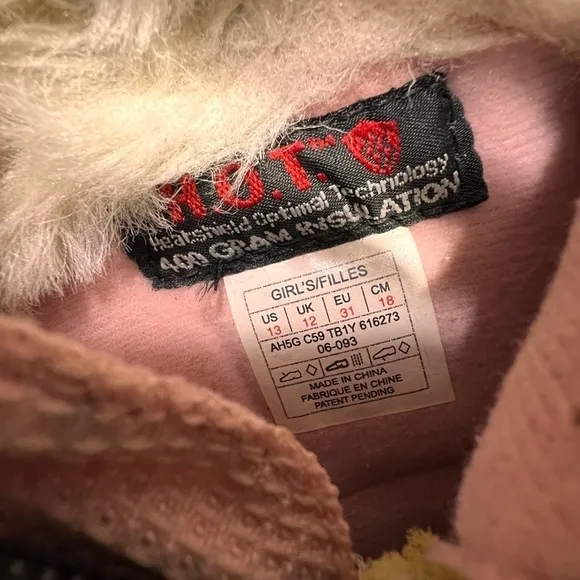 H.O.T.™
Heatshield Optimal Technology
400 GRAM INSULATION
GIRL'S/FILLES
US UK EU CM
13 12 31 18
AH5G C59 TB1Y 616273
06-093
MADE IN CHINA
FABRIQUE EN CHINE
PATENT PENDING